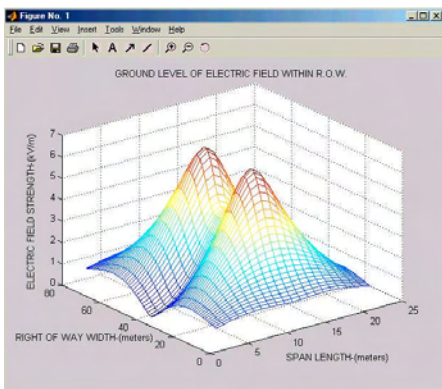 Figure No. 1
File Edit View Insert Tools Window Help
A
GROUND LEVEL OF ELECTRIC FIELD WITHIN R.O.W.
7
6
5
4
3
2
1
0
ELECTRIC FIELD STRENGTH-(kV/m)
80
60
40
20
0
RIGHT OF WAY WIDTH-(meters)
0
5
10
15
20
25
SPAN LENGTH-(meters)